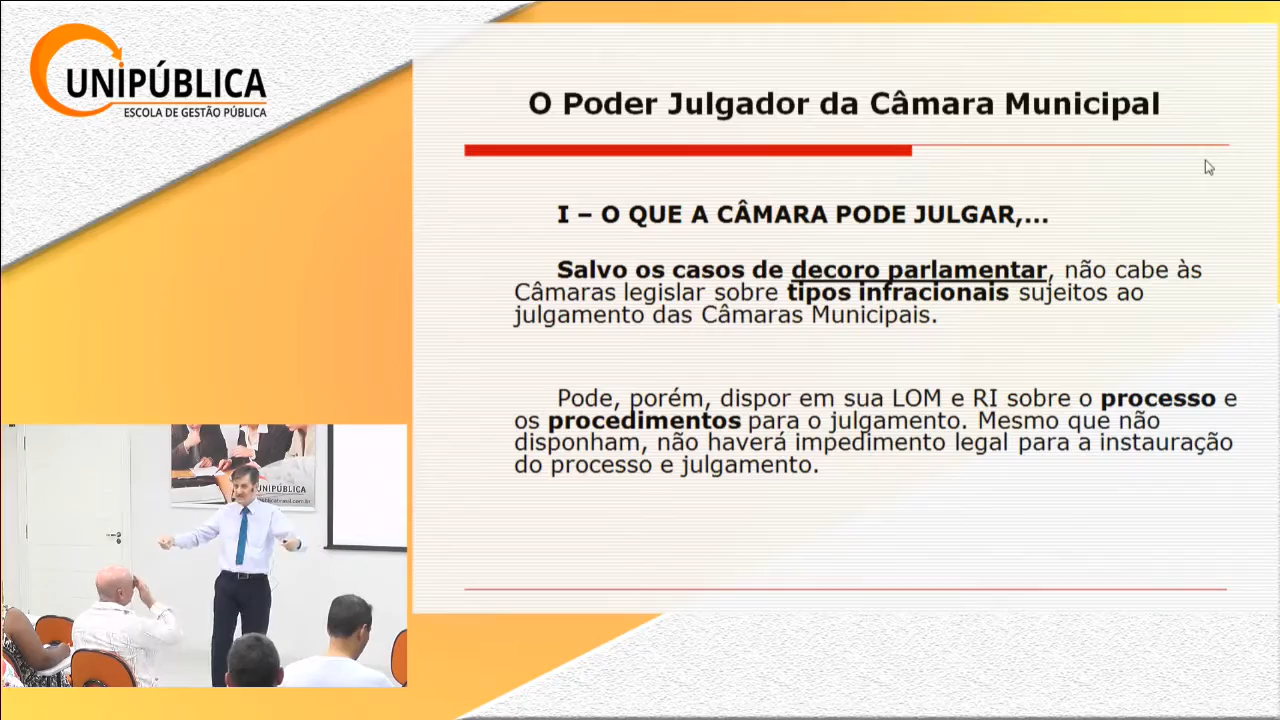 UNIPÚBLICA
ESCOLA DE GESTÃO PÚBLICA
O Poder Julgador da Câmara Municipal
I – O QUE A CÂMARA PODE JULGAR,...
Salvo os casos de decoro parlamentar, não cabe às
Câmaras legislar sobre tipos infracionais sujeitos ao
julgamento das Câmaras Municipais.
Pode, porém, dispor em sua LOM e RI sobre o processo e
os procedimentos para o julgamento. Mesmo que não
disponham, não haverá impedimento legal para a instauração
do processo e julgamento.
UNIPÚBLICA